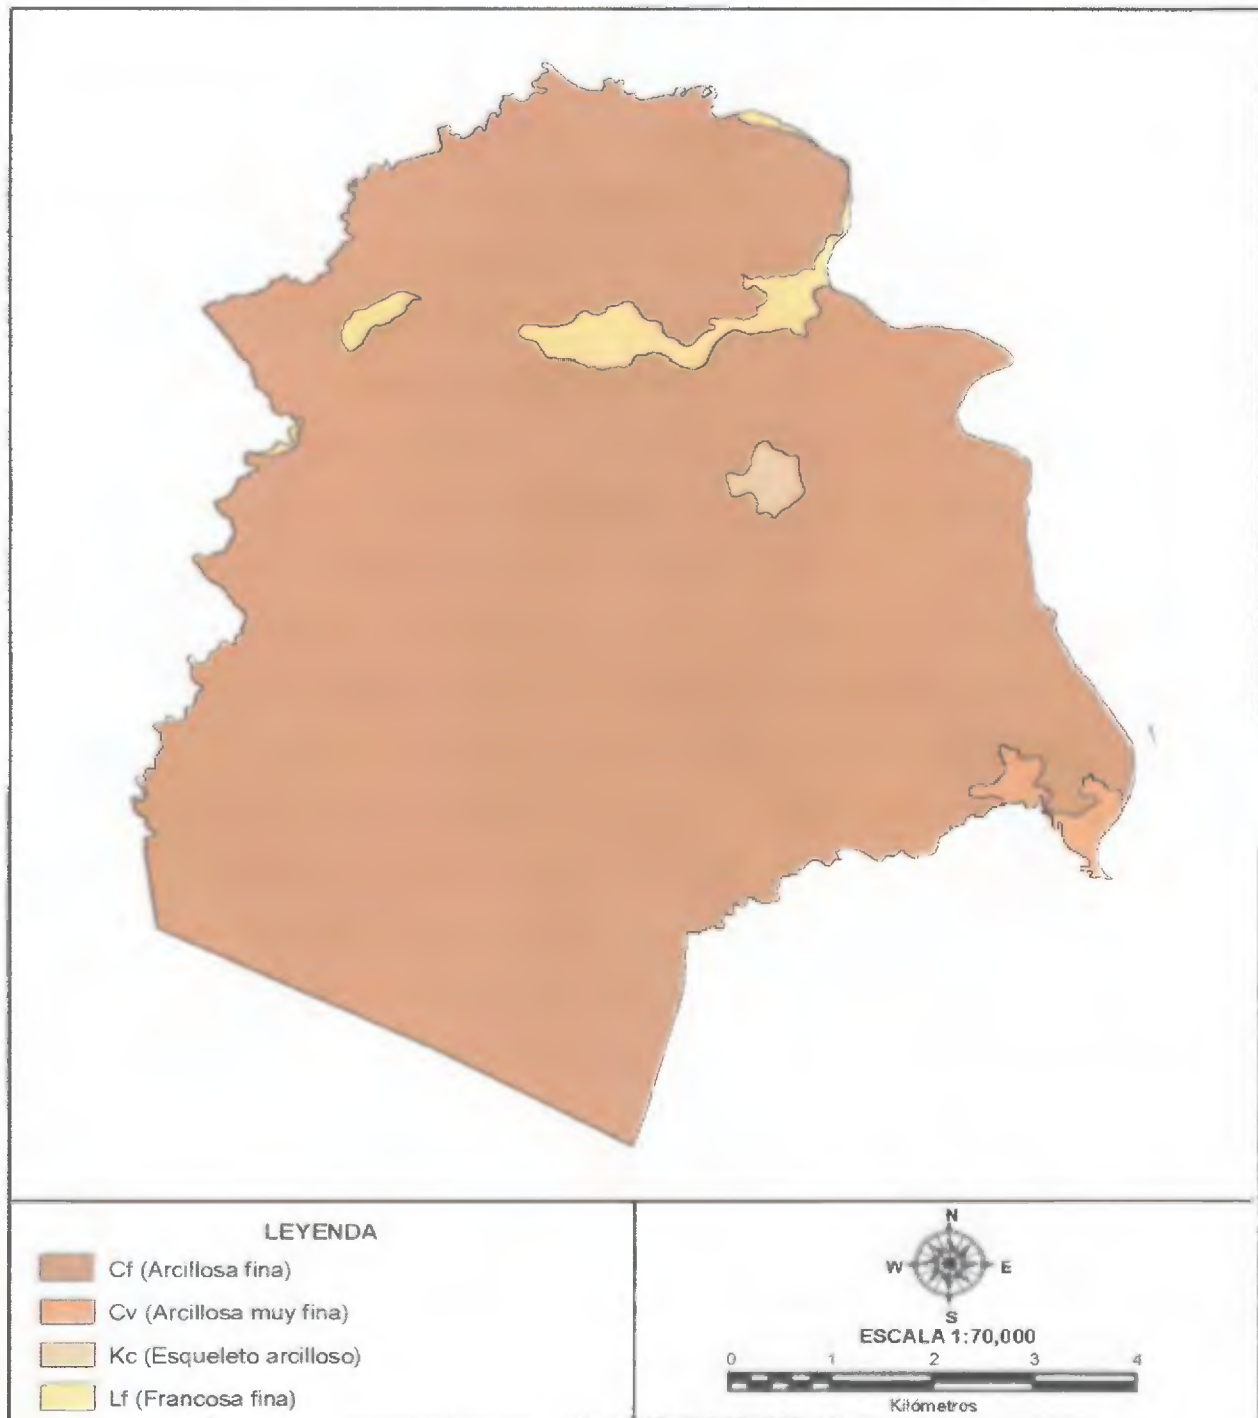 LEYENDA
Cf (Arcillosa fina)
Cv (Arcillosa muy fina)
Kc (Esqueleto arcilloso)
Lf (Francosa fina)
N
W E
S
ESCALA 1:70,000
0 1 2 3 4
Kilómetros